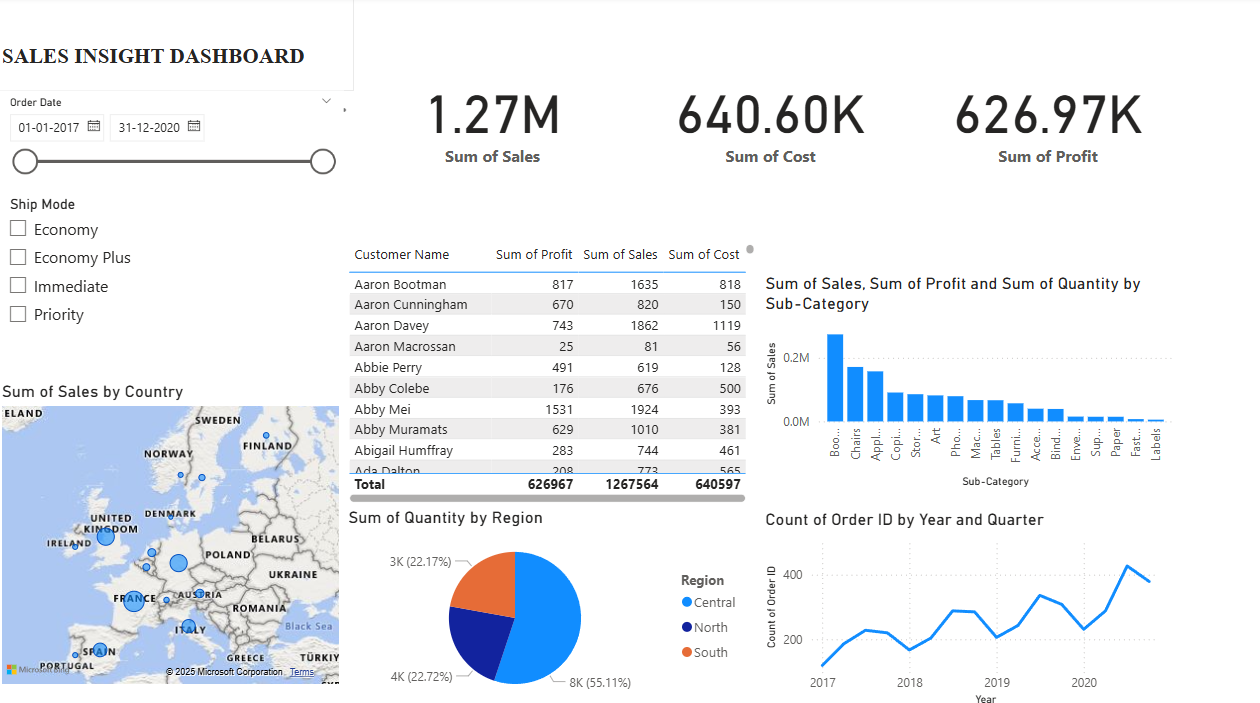 SALES INSIGHT DASHBOARD
Order Date
01-01-2017 31-12-2020
Ship Mode
Economy
Economy Plus
Immediate
Priority
1.27M
Sum of Sales
640.60K
Sum of Cost
626.97K
Sum of Profit
Customer Name Sum of Profit Sum of Sales Sum of Cost
Aaron Bootman 817 1635 818
Aaron Cunningham 670 820 150
Aaron Davey 743 1862 1119
Aaron Macrossan 25 81 56
Abbie Perry 491 619 128
Abby Colebe 176 676 500
Abby Mei 1531 1924 393
Abby Muramats 629 1010 381
Abigail Humffray 283 744 461
Ada Dalton 208 773 565
Total 626967 1267564 640597
Sum of Sales, Sum of Profit and Sum of Quantity by
Sub-Category
Sum of Sales
0.2M
0.0M
Boo...
Chairs
Appl...
Copi...
Stor...
Art
Pho...
Mac...
Tables
Furni...
Acce...
Bind...
Enve...
Sup...
Paper
Fast...
Labels
Sub-Category
Sum of Sales by Country
ELAND
SWEDEN
FINLAND
NORWAY
DENMARK
UNITED
KINGDOM
IRELAND
BELARUS
POLAND
UKRAINE
FRANCE
AUSTRIA
ROMANIA
ITALY
Black Sea
SPAIN
PORTUGAL
GREECE
TÜRKIY
Microsoft Bing
© 2025 Microsoft Corporation Terms
Sum of Quantity by Region
3K (22.17%)
4K (22.72%)
8K (55.11%)
Region
Central
North
South
Count of Order ID by Year and Quarter
Count of Order ID
400
200
2017 2018 2019 2020
Year